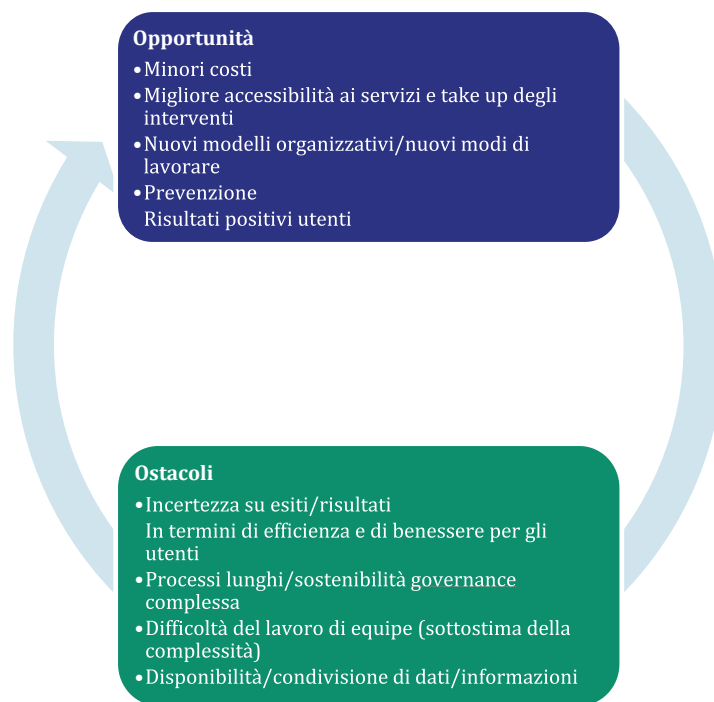 Opportunità
•Minori costi
•Migliore accessibilità ai servizi e take up degli
interventi
•Nuovi modelli organizzativi/nuovi modi di
lavorare
•Prevenzione
Risultati positivi utenti
Ostacoli
•Incertezza su esiti/risultati
In termini di efficienza e di benessere per gli
utenti
•Processi lunghi/sostenibilità governance
complessa
•Difficoltà del lavoro di equipe (sottostima della
complessità)
•Disponibilità/condivisione di dati/informazioni